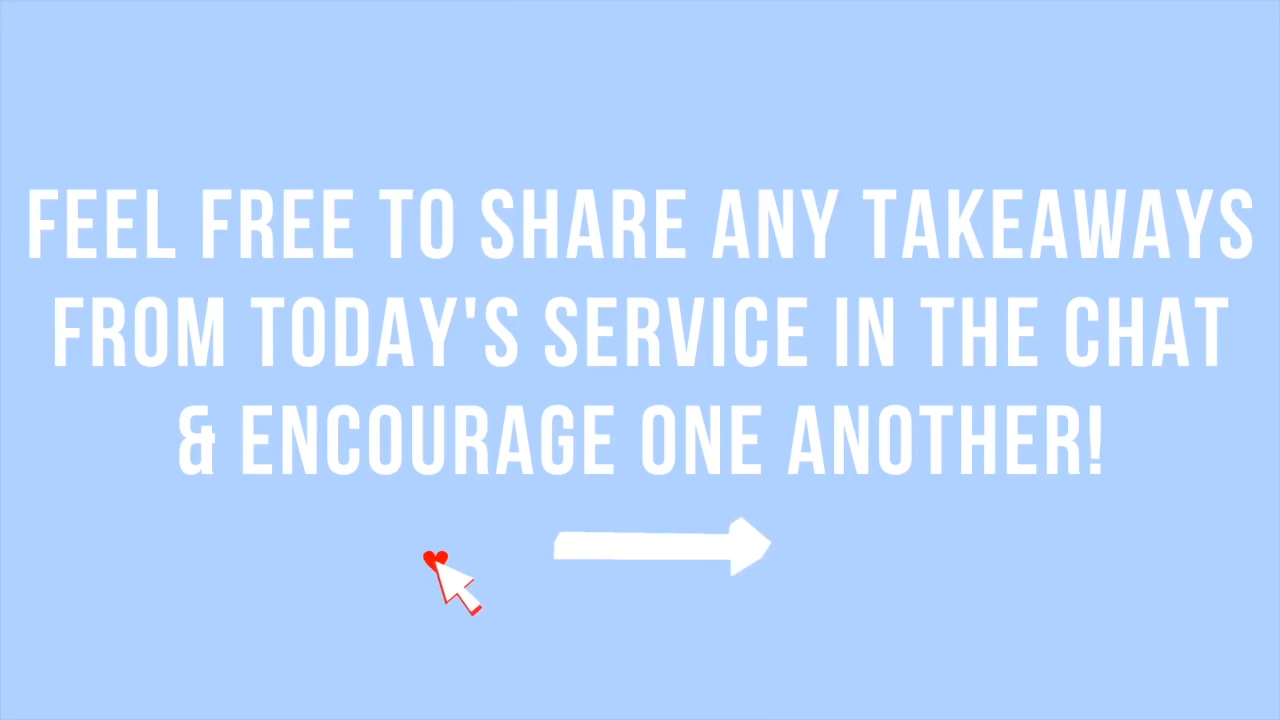 FEEL FREE TO SHARE ANY TAKEAWAYS
FROM TODAY'S SERVICE IN THE CHAT
& ENCOURAGE ONE ANOTHER!